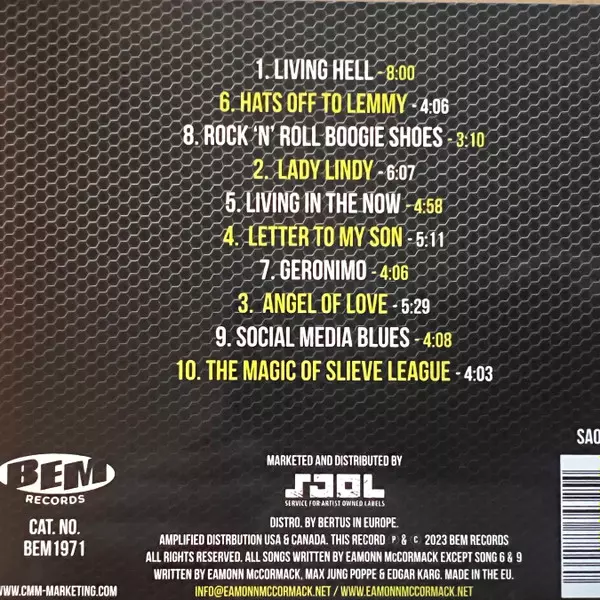 1. LIVING HELL - 8:00
6. HATS OFF TO LEMMY - 4:06
8. ROCK 'N' ROLL BOOGIE SHOES - 3:10
2. LADY LINDY - 6:07
5. LIVING IN THE NOW - 4:58
4. LETTER TO MY SON - 5:11
7. GERONIMO - 4:06
3. ANGEL OF LOVE - 5:29
9. SOCIAL MEDIA BLUES - 4:08
10. THE MAGIC OF SLIEVE LEAGUE - 4:03
SAO
BEM
RECORDS
CAT. NO.
BEM1971
WWW.CMM-MARKETING.COM
MARKETED AND DISTRIBUTED BY
SAOL
SERVICE FOR ARTIST OWNED LABELS
DISTRO. BY BERTUS IN EUROPE.
AMPLIFIED DISTRBUTION USA & CANADA. THIS RECORD ℗ & © 2023 BEM RECORDS
ALL RIGHTS RESERVED. ALL SONGS WRITTEN BY EAMONN McCORMACK EXCEPT SONG 6 & 9
WRITTEN BY EAMONN McCORMACK, MAX JUNG POPPE & EDGAR KARG. MADE IN THE EU.
INFO@EAMONNMCCORMACK.NET / WWW.EAMONNMCCORMACK.NET